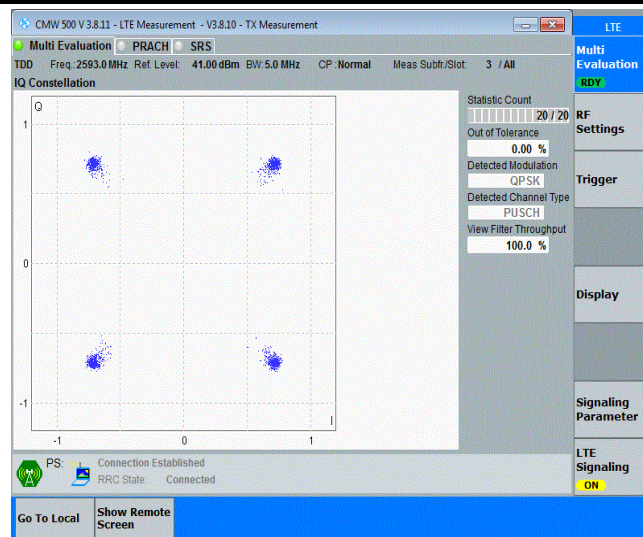 CMW 500 V 3.8.11 - LTE Measurement - V3.8.10 - TX Measurement
LTE
Multi Evaluation PRACH SRS
TDD Freq.:2593.0 MHz Ref. Level: 41.00 dBm BW:5.0 MHz CP :Normal Meas Subfr./Slot: 3 / All
IQ Constellation
Q
1
0
-1
-1 0 1
I
Statistic Count
20 / 20
Out of Tolerance
0.00 %
Detected Modulation
QPSK
Detected Channel Type
PUSCH
View Filter Throughput
100.0 %
Multi
Evaluation
RDY
RF
Settings
Trigger
Display
Signaling
Parameter
LTE
Signaling
ON
PS: Connection Established
RRC State: Connected
Go To Local
Show Remote
Screen